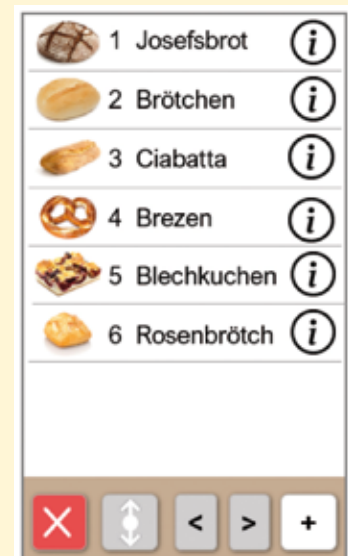 1 Josefsbrot i
2 Brötchen i
3 Ciabatta i
4 Brezen i
5 Blechkuchen i
6 Rosenbrötch i
< > +